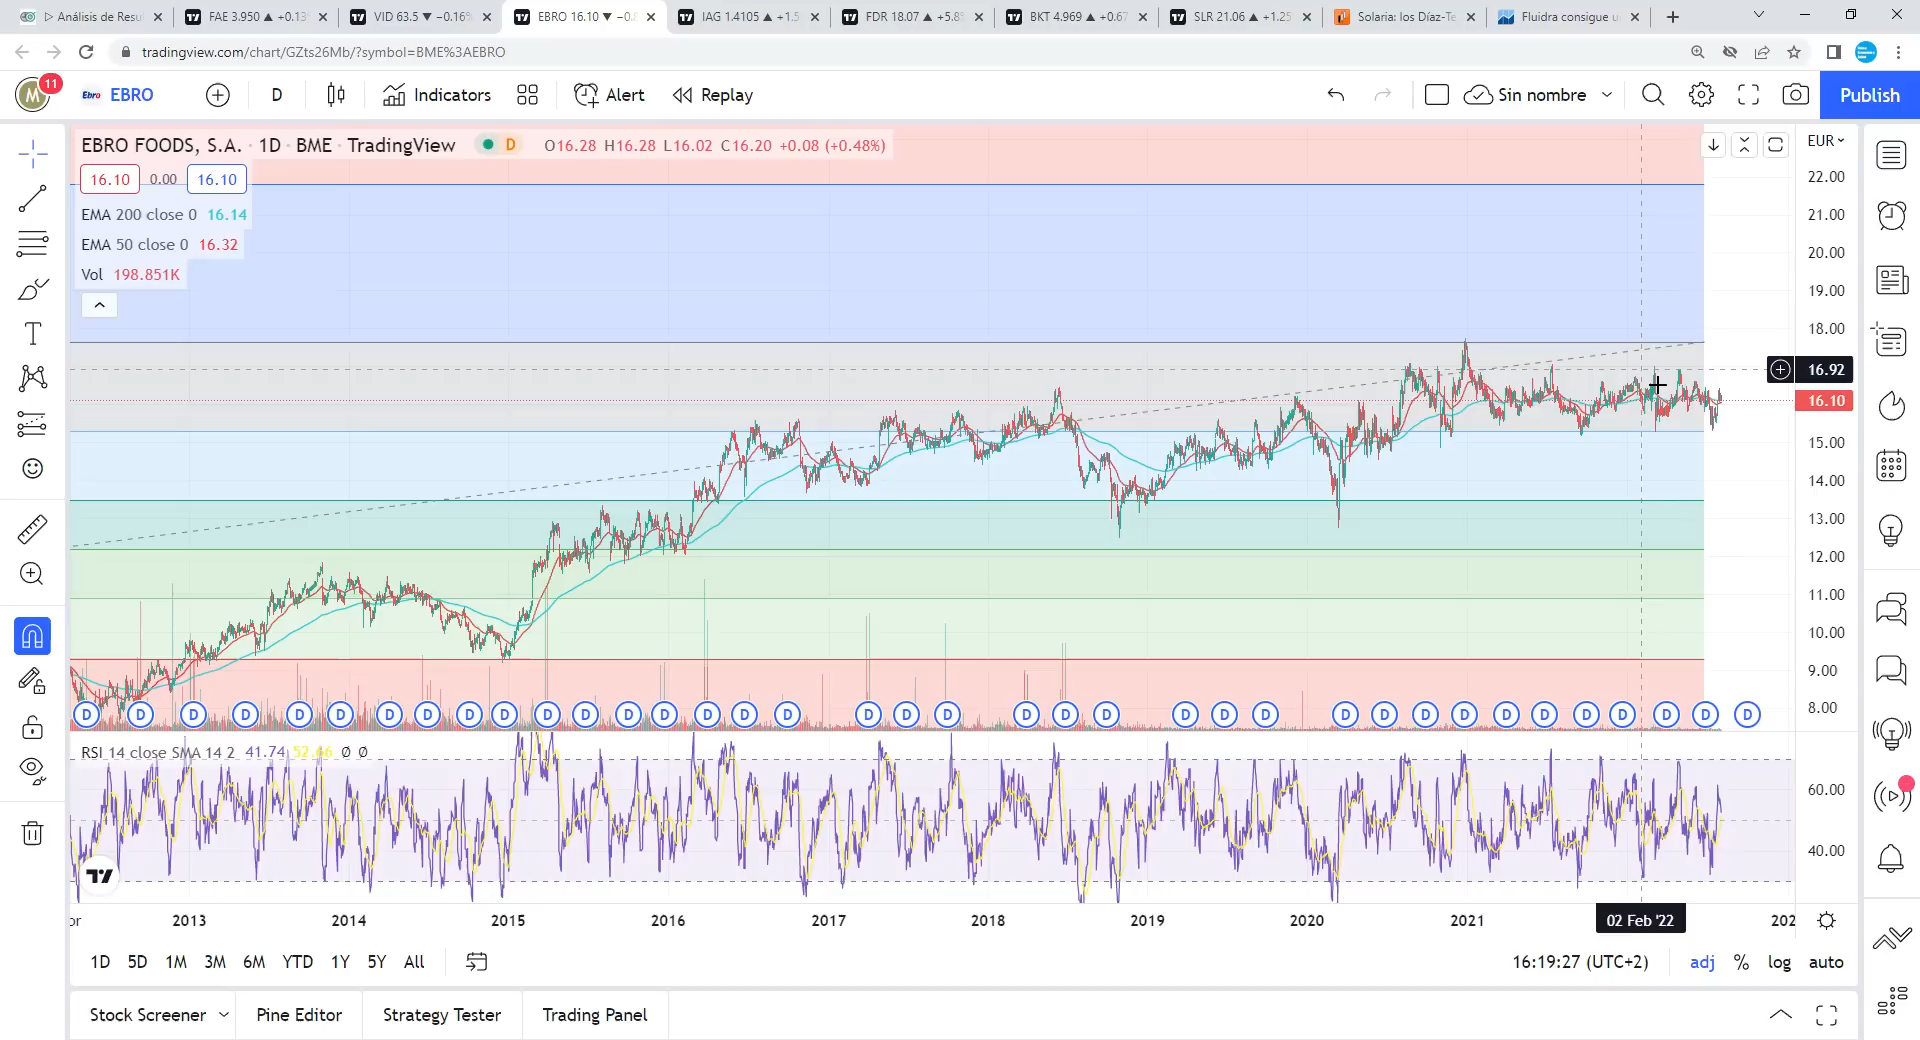 Análisis de Resu
FAE 3.950 ▲ +0.13
VID 63.5 ▼ −0.16%
EBRO 16.10 ▼ −0.
IAG 1.4105 ▲ +1.5
FDR 18.07 ▲ +5.8
BKT 4.969 ▲ +0.67
SLR 21.06 ▲ +1.25
Solaria: los Díaz-Te
Fluidra consigue u
tradingview.com/chart/GZts26Mb/?symbol=BME%3AEBRO
M 11 Ebro EBRO D Indicators Alert Replay Sin nombre Publish
EBRO FOODS, S.A. · 1D · BME · TradingView D O16.28 H16.28 L16.02 C16.20 +0.08 (+0.48%) EUR
16.10 0.00 16.10
EMA 200 close 0 16.14
EMA 50 close 0 16.32
Vol 198.851K
22.00
21.00
20.00
19.00
18.00
16.92
16.10
15.00
14.00
13.00
12.00
11.00
10.00
9.00
8.00
D D D D D D D D D D D D D D D D D D D D D D D D D D D D D D D D D D D
RSI 14 close SMA 14 2 41.74 52.66 Ø Ø
60.00
40.00
2013 2014 2015 2016 2017 2018 2019 2020 2021 02 Feb '22 202
1D 5D 1M 3M 6M YTD 1Y 5Y All 16:19:27 (UTC+2) adj % log auto
Stock Screener Pine Editor Strategy Tester Trading Panel